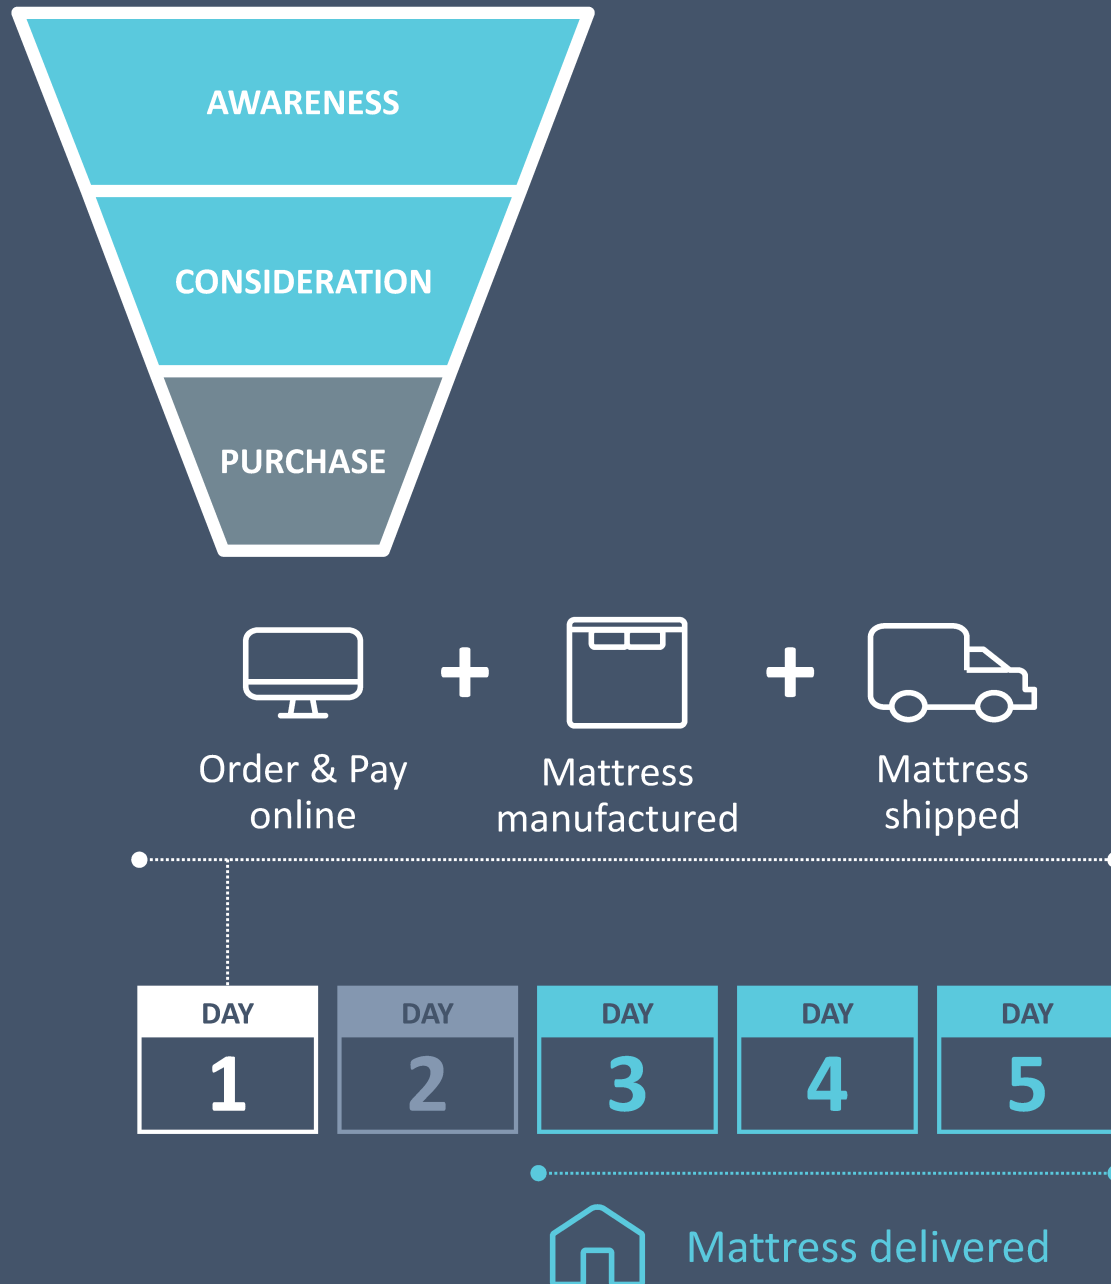 AWARENESS
CONSIDERATION
PURCHASE
Order & Pay
online
+
Mattress
manufactured
+
Mattress
shipped
DAY
1
DAY
2
DAY
3
DAY
4
DAY
5
Mattress delivered